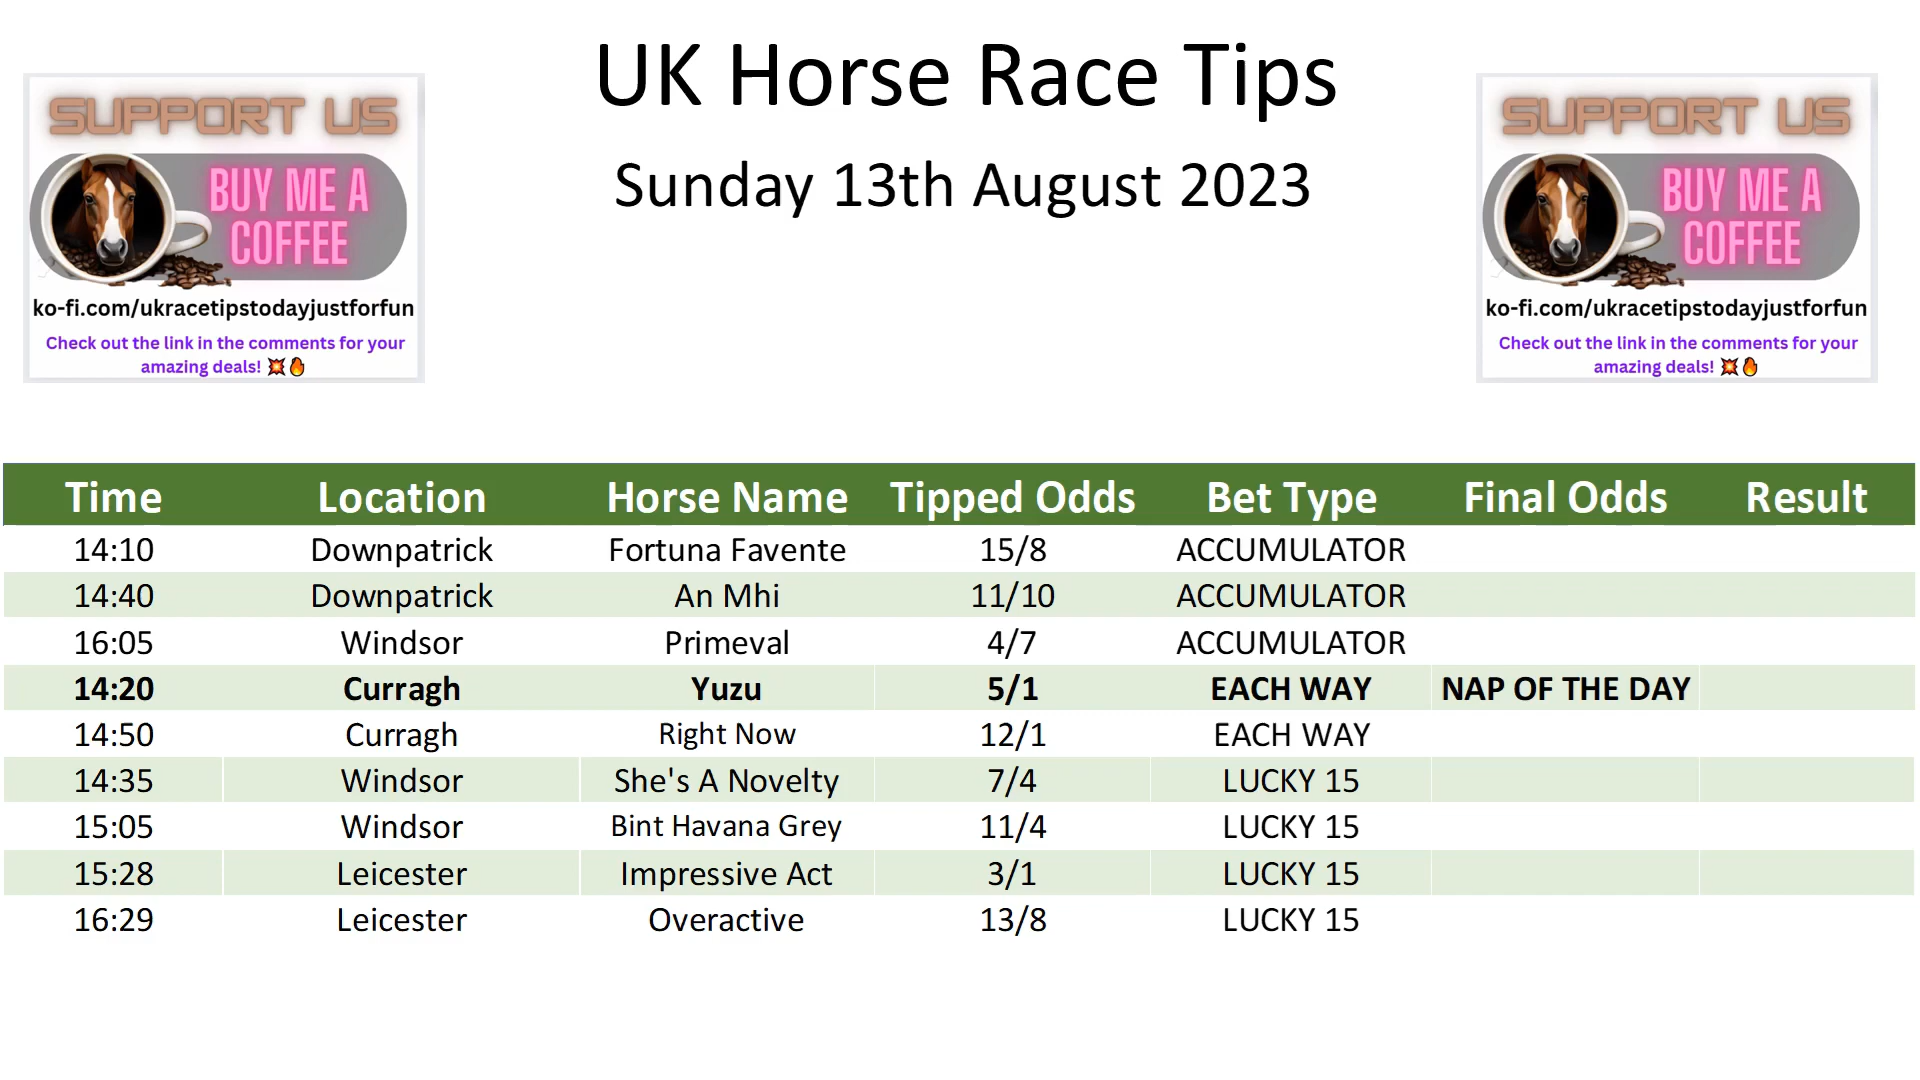 UK Horse Race Tips
Sunday 13th August 2023
SUPPORT US
BUY ME A
COFFEE
ko-fi.com/ukracetipstodayjustforfun
Check out the link in the comments for your
amazing deals! 💥🔥
SUPPORT US
BUY ME A
COFFEE
ko-fi.com/ukracetipstodayjustforfun
Check out the link in the comments for your
amazing deals! 💥🔥
Time Location Horse Name Tipped Odds Bet Type Final Odds Result
14:10 Downpatrick Fortuna Favente 15/8 ACCUMULATOR
14:40 Downpatrick An Mhi 11/10 ACCUMULATOR
16:05 Windsor Primeval 4/7 ACCUMULATOR
14:20 Curragh Yuzu 5/1 EACH WAY NAP OF THE DAY
14:50 Curragh Right Now 12/1 EACH WAY
14:35 Windsor She's A Novelty 7/4 LUCKY 15
15:05 Windsor Bint Havana Grey 11/4 LUCKY 15
15:28 Leicester Impressive Act 3/1 LUCKY 15
16:29 Leicester Overactive 13/8 LUCKY 15